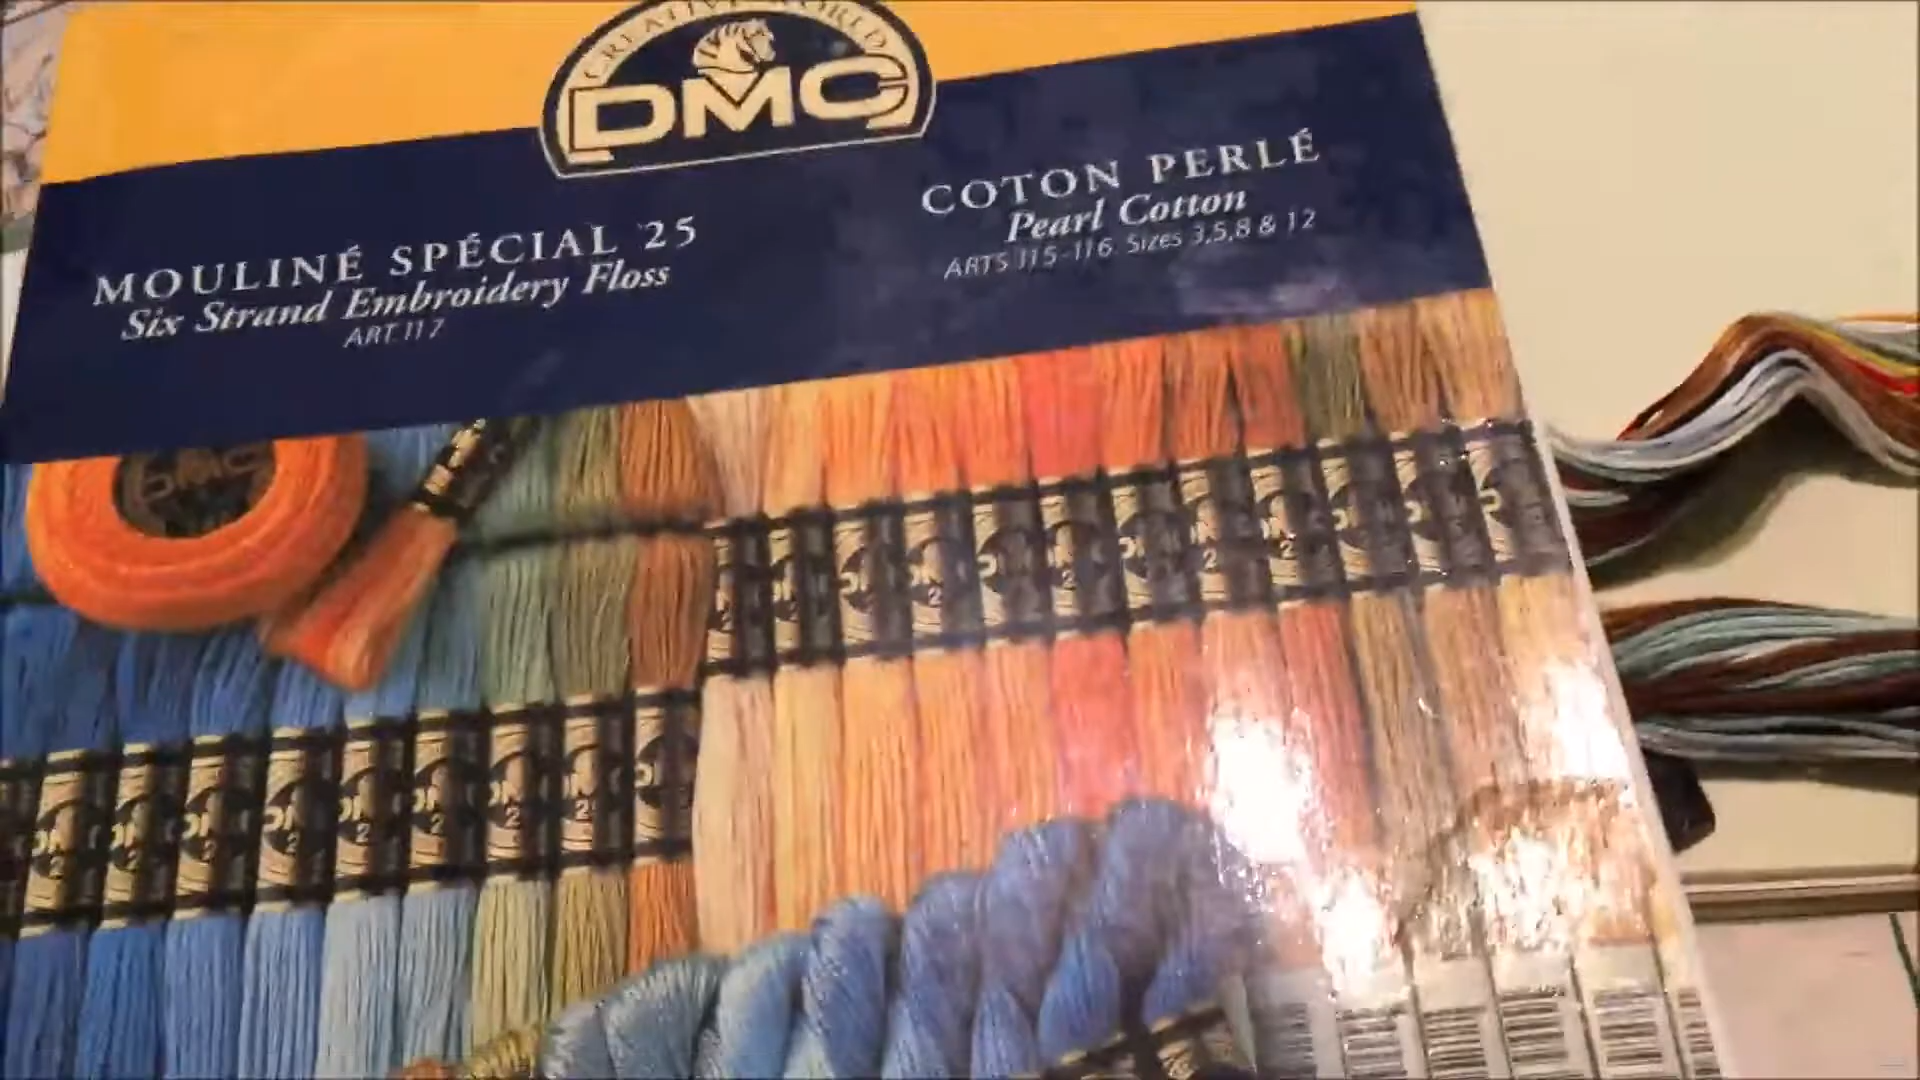 CREATIVE WORLD
DMC
MOULINÉ SPÉCIAL 25
Six Strand Embroidery Floss
ART. 117
COTON PERLÉ
Pearl Cotton
ARTS 115-116. Sizes 3,5,8 & 12
DMC